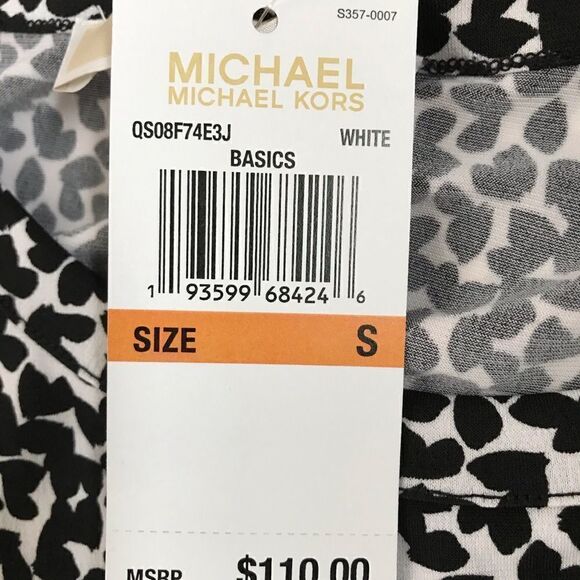 S357-0007
MICHAEL
MICHAEL KORS
QS08F74E3J WHITE
BASICS
1 93599 68424 6
SIZE S
MSRP $110.00